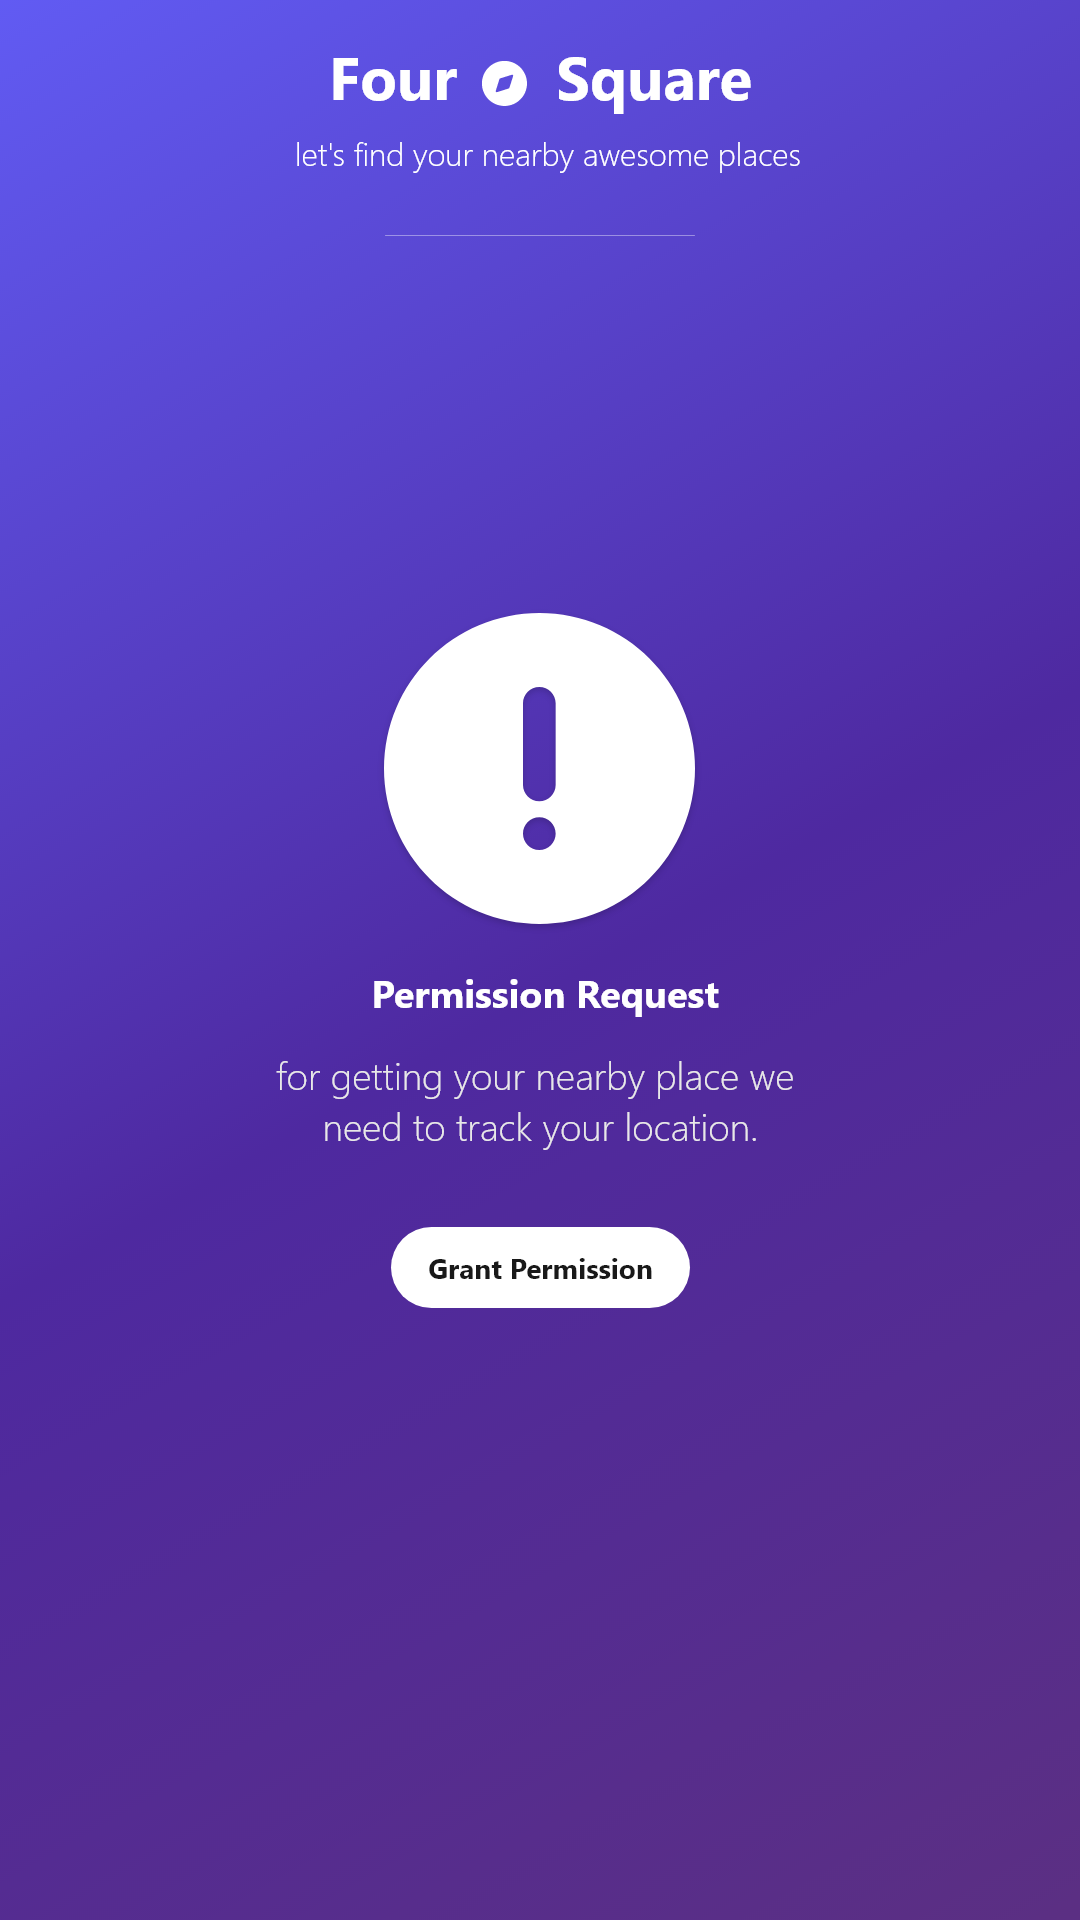 Four Square
let's find your nearby awesome places
Permission Request
for getting your nearby place we
need to track your location.
Grant Permission